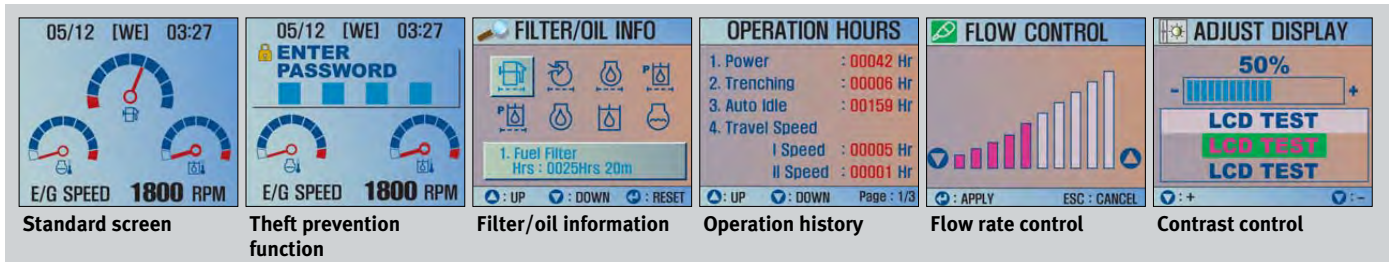 05/12 [WE] 03:27
E/G SPEED 1800 RPM
Standard screen
05/12 [WE] 03:27
ENTER
PASSWORD
E/G SPEED 1800 RPM
Theft prevention
function
FILTER/OIL INFO
P
P
1. Fuel Filter
Hrs : 0025Hrs 20m
: UP : DOWN : RESET
Filter/oil information
OPERATION HOURS
1. Power : 00042 Hr
2. Trenching : 00006 Hr
3. Auto Idle : 00159 Hr
4. Travel Speed
I Speed : 00005 Hr
II Speed : 00001 Hr
: UP : DOWN Page : 1/3
Operation history
FLOW CONTROL
: APPLY ESC : CANCEL
Flow rate control
ADJUST DISPLAY
50%
- +
LCD TEST
LCD TEST
LCD TEST
: + : -
Contrast control